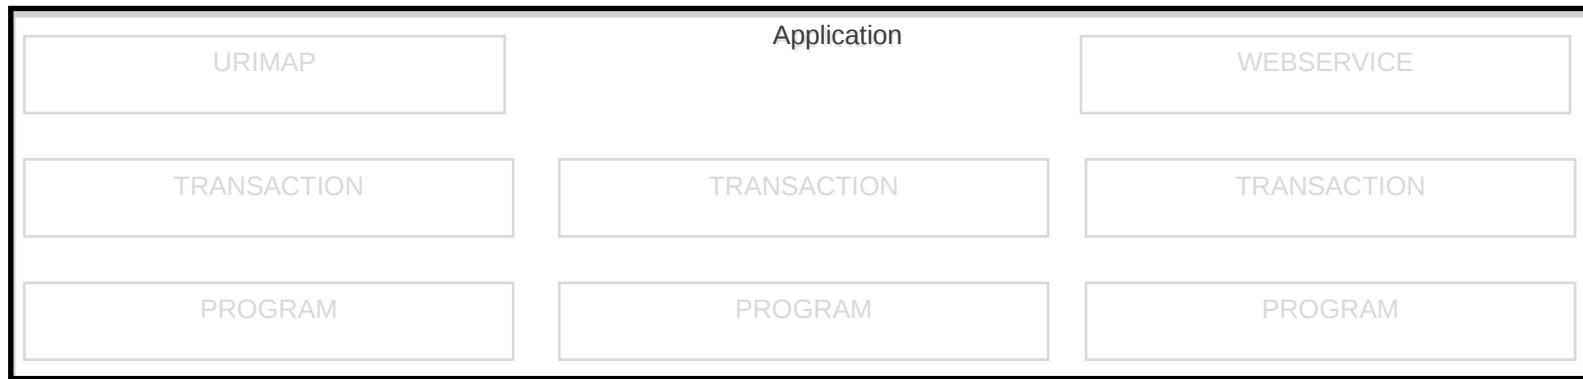 Application
URIMAP
WEBSERVICE
TRANSACTION
TRANSACTION
TRANSACTION
PROGRAM
PROGRAM
PROGRAM